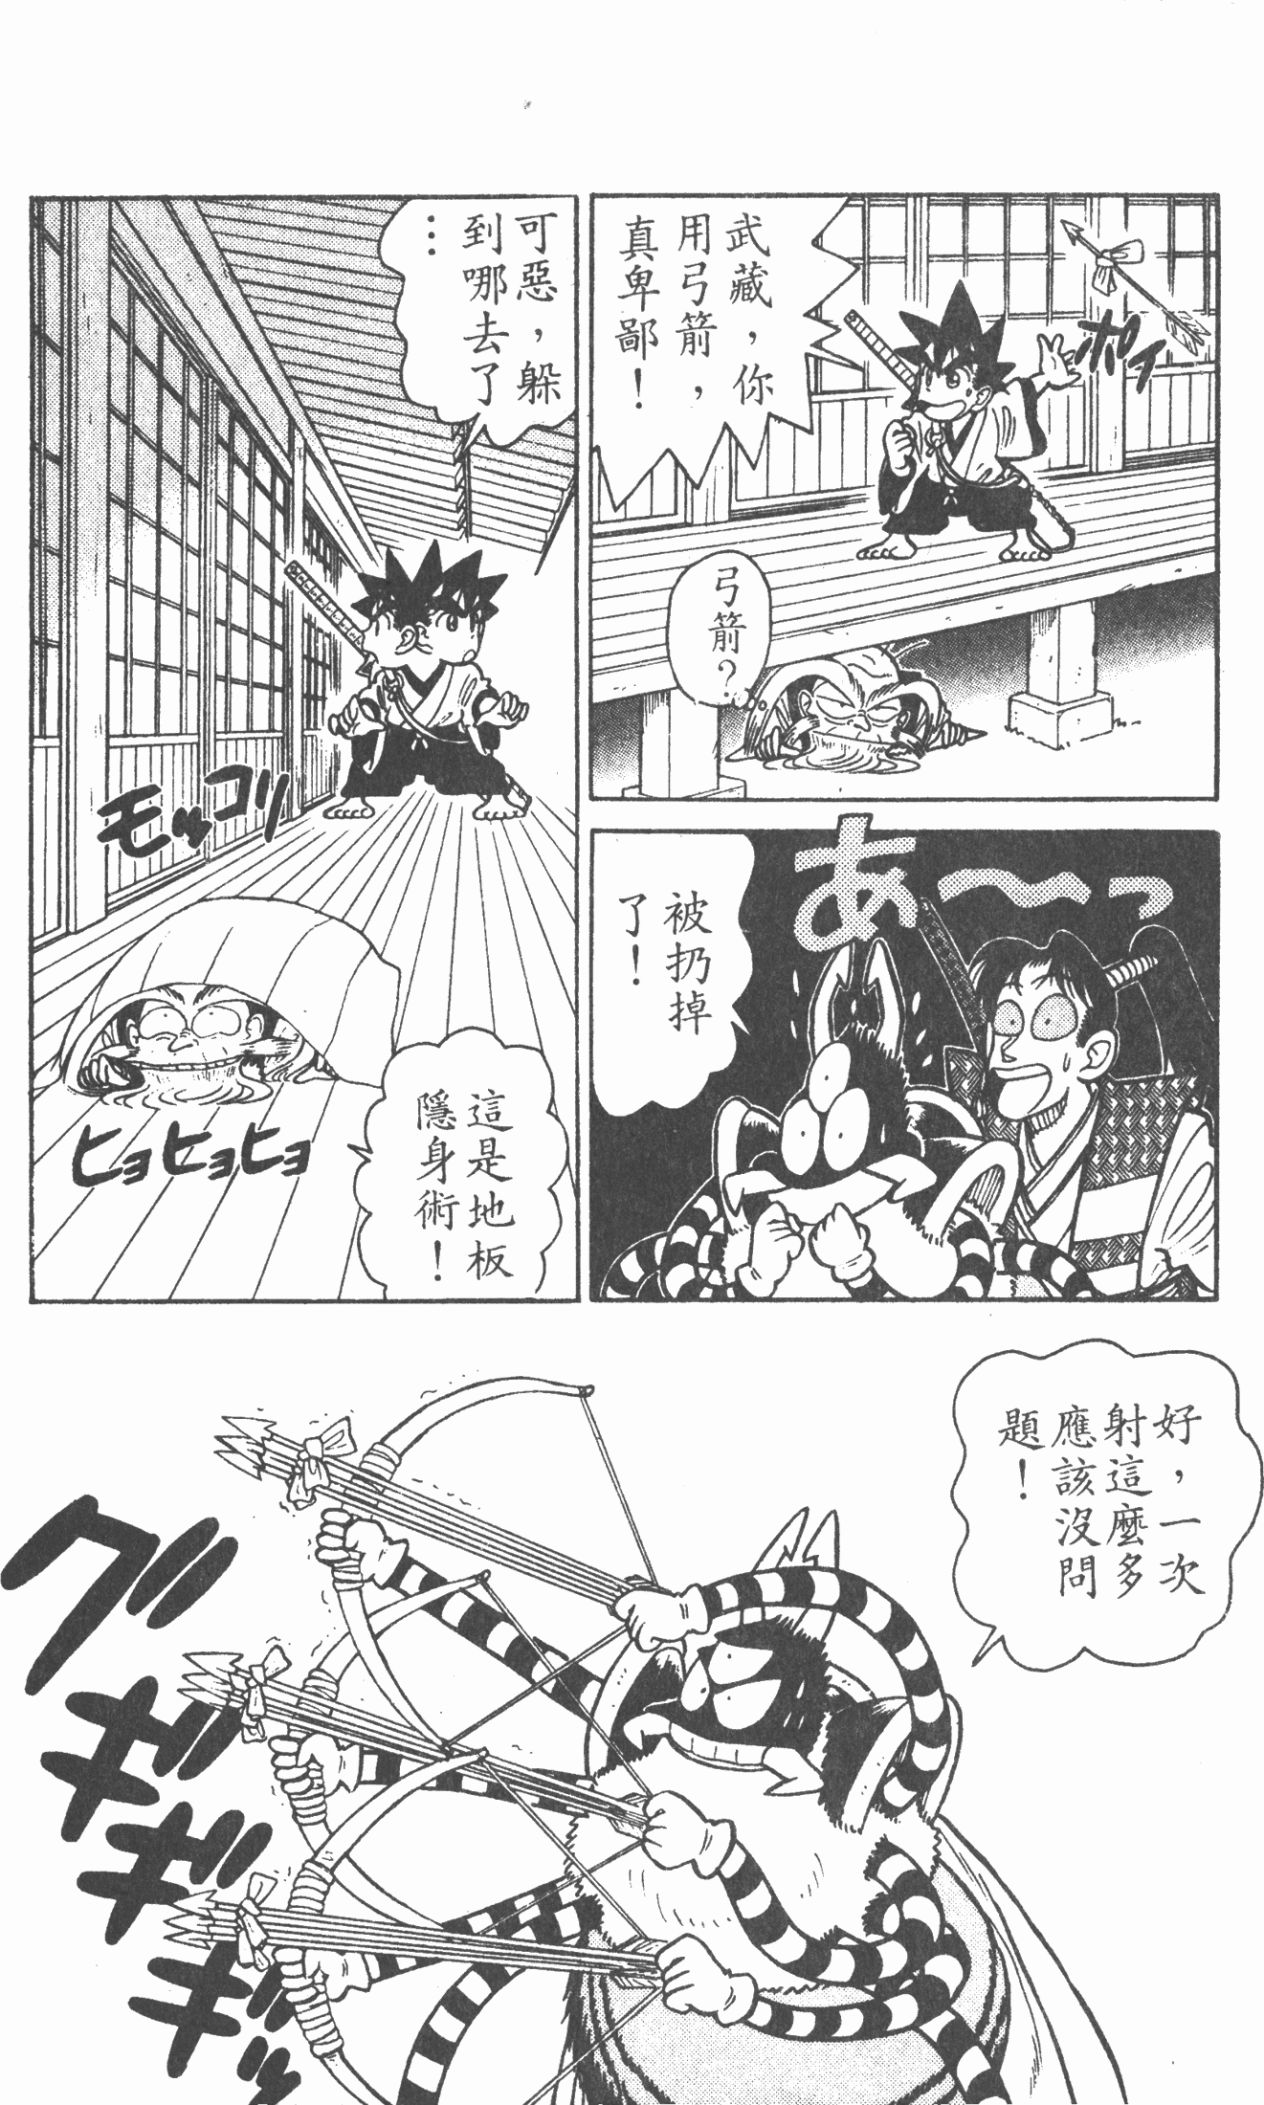 武藏，你
用弓箭，
真卑鄙！
ポイ
弓箭？
あ～っ
被扔掉
了！
可惡，躲
到哪去了
…
モッコリ
ヒョヒョヒョ
這是地板
隱身術！
好，一次
射這麼多
應該沒問
題！
グギギギッ